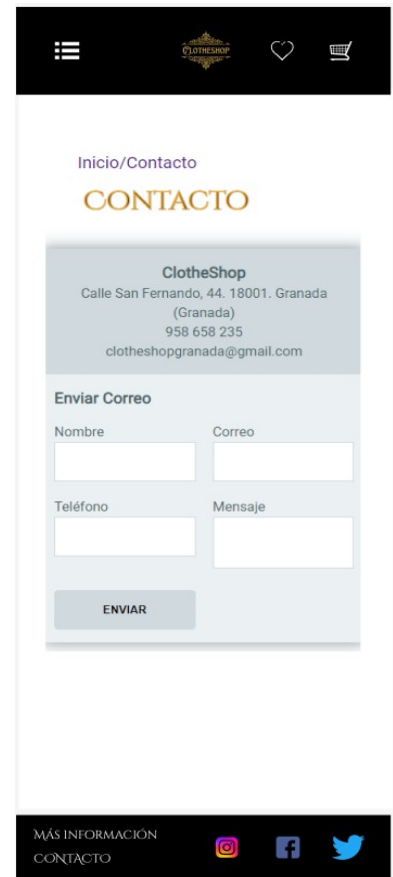 CLOTHESHOP
Inicio/Contacto
CONTACTO
ClotheShop
Calle San Fernando, 44. 18001. Granada
(Granada)
958 658 235
clotheshopgranada@gmail.com
Enviar Correo
Nombre
Correo
Teléfono
Mensaje
ENVIAR
MÁS INFORMACIÓN
CONTACTO